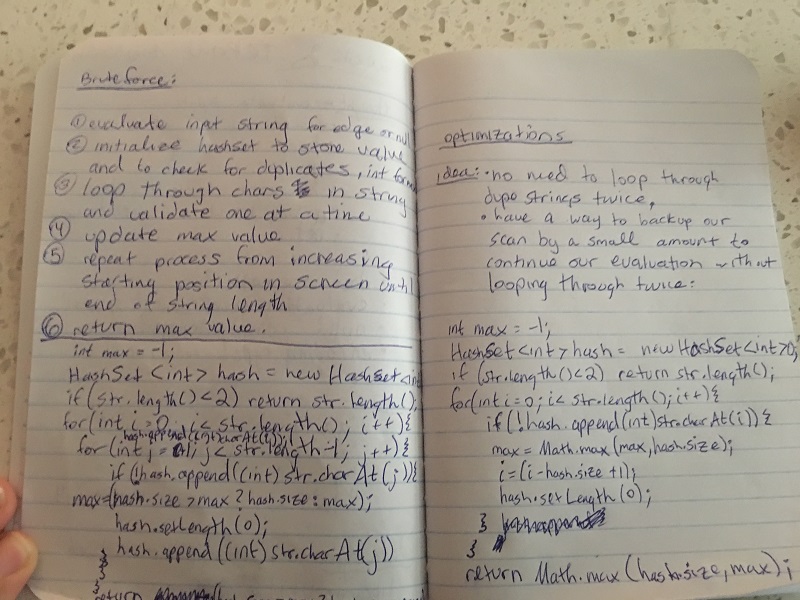 Bruteforce:
① evaluate input string for edge or null
② initialize hashset to store value
and to check for duplicates, int for
③ loop through chars in string
and validate one at a time
④ update max value
⑤ repeat process from increasing
starting position in screen until
end of string length
⑥ return max value.
int max = -1;
HashSet <int> hash = new HashSet <in
if (str.length() < 2) return str.length();
for(int i = 0; i < str.length(); i++){
hash.append((int)str.charAt(i));
for(int j = i; j < str.length-1; j++){
if (!hash.append((int) str.charAt(j)){
max=(hash.size > max ? hash.size : max);
hash.setLength(0);
hash.append((int)str.charAt(j))
}
}
return
optimizations
idea: • no need to loop through
dupe strings twice,
• have a way to backup our
scan by a small amount to
continue our evaluation without
looping through twice:
int max = -1;
HashSet <int> hash = new HashSet <int>();
if (str.length() < 2) return str.length();
for(int i=0; i< str.length(); i++){
if(!hash.append(int)str.charAt(i)){
max = Math.max(max,hash.size);
i=(i-hash.size +1);
hash.setLength(0);
}
}
return Math.max(hash.size, max);